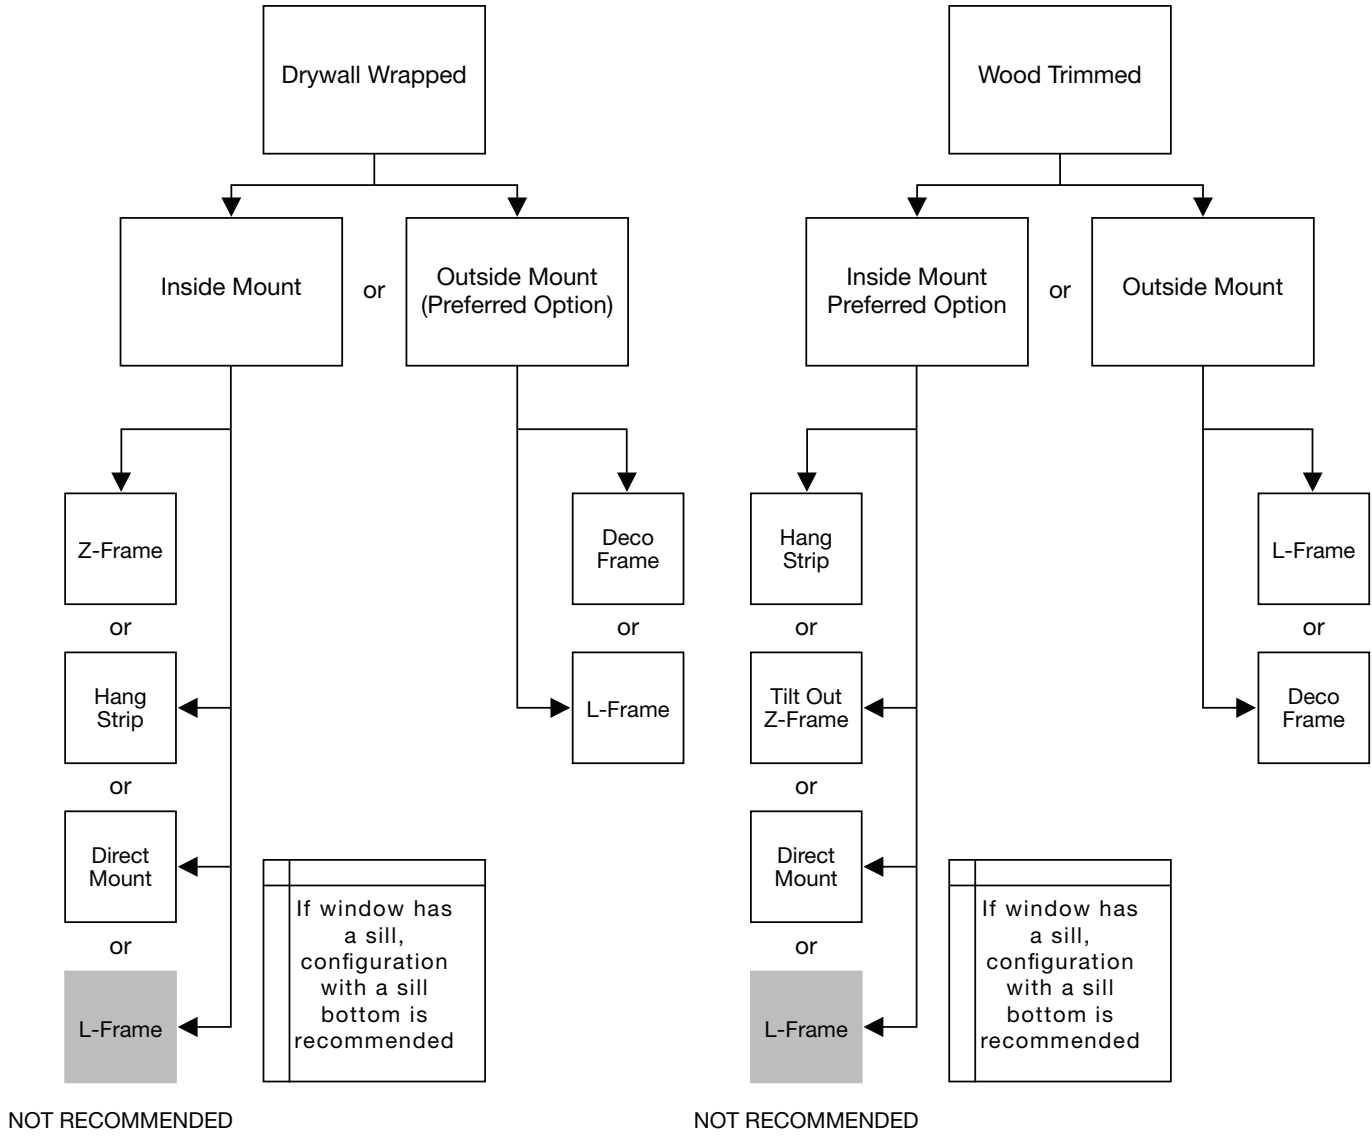 Drywall Wrapped
Inside Mount
or
Outside Mount
(Preferred Option)
Z-Frame
or
Hang
Strip
or
Direct
Mount
or
L-Frame
NOT RECOMMENDED
Deco
Frame
or
L-Frame
If window has
a sill,
configuration
with a sill
bottom is
recommended
Wood Trimmed
Inside Mount
Preferred Option
or
Outside Mount
Hang
Strip
or
Tilt Out
Z-Frame
or
Direct
Mount
or
L-Frame
NOT RECOMMENDED
L-Frame
or
Deco
Frame
If window has
a sill,
configuration
with a sill
bottom is
recommended